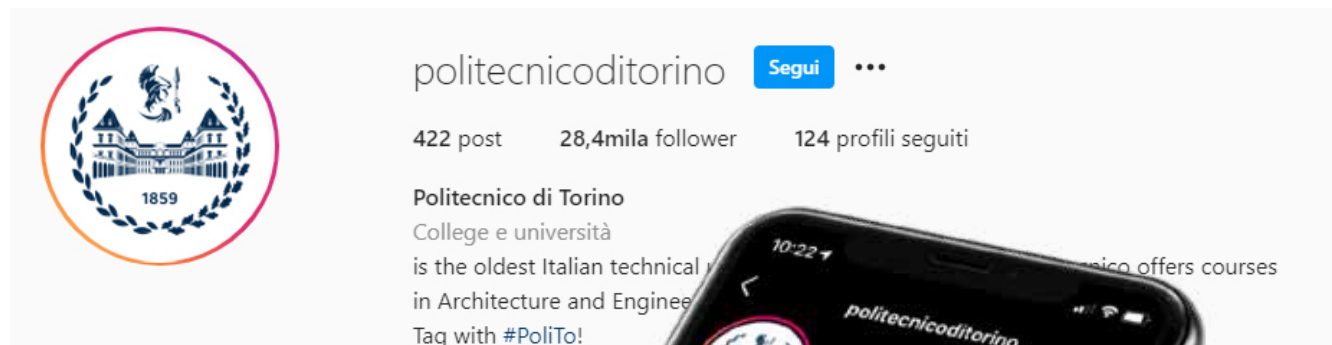 politecnicoditorino Segui
422 post 28,4mila follower 124 profili seguiti
1859
Politecnico di Torino
College e università
is the oldest Italian technical
offers courses
in Architecture and
Tag with #PoliTo!
10:22
politecnicoditorino